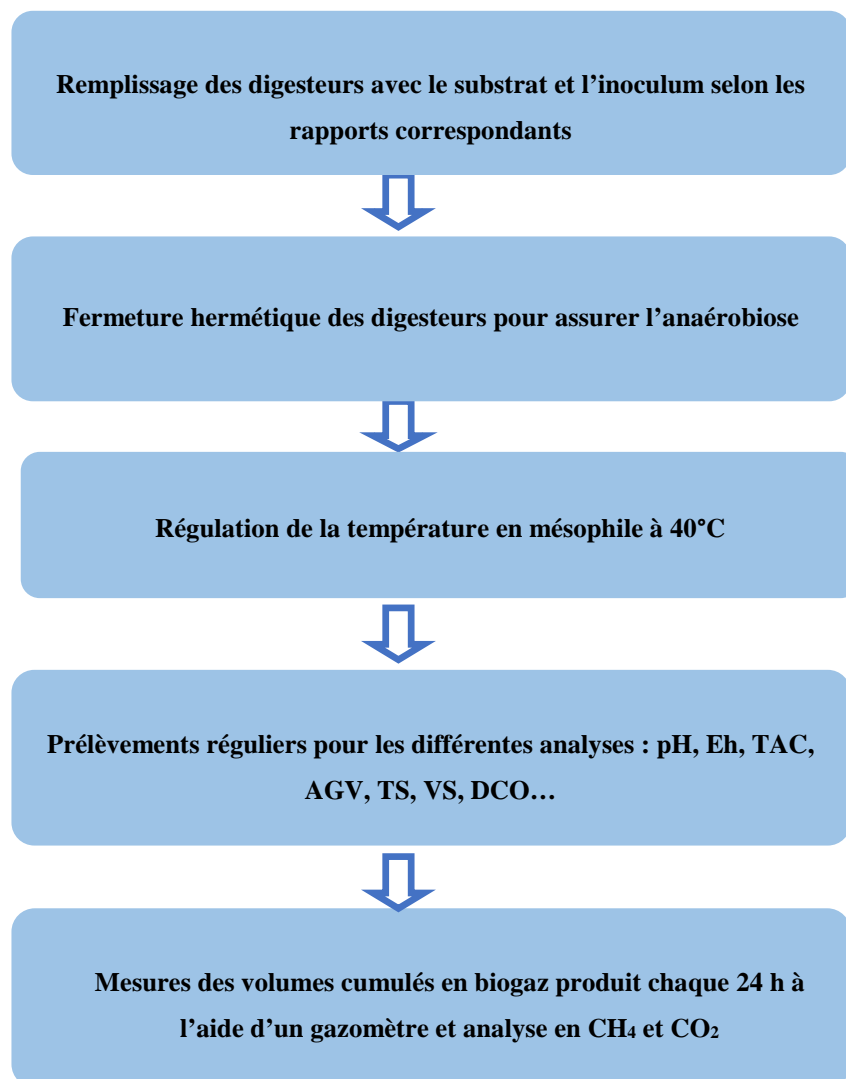 Remplissage des digesteurs avec le substrat et l’inoculum selon les
rapports correspondants
Fermeture hermétique des digesteurs pour assurer l’anaérobiose
Régulation de la température en mésophile à 40°C
Prélèvements réguliers pour les différentes analyses : pH, Eh, TAC,
AGV, TS, VS, DCO…
Mesures des volumes cumulés en biogaz produit chaque 24 h à
l’aide d’un gazomètre et analyse en CH₄ et CO₂